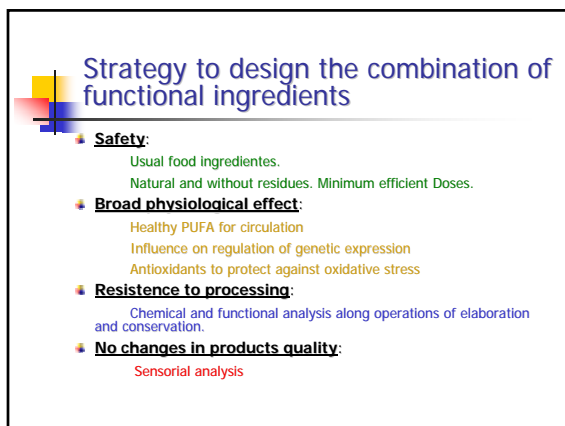 Strategy to design the combination of
functional ingredients
Safety:
Usual food ingredientes.
Natural and without residues. Minimum efficient Doses.
Broad physiological effect:
Healthy PUFA for circulation
Influence on regulation of genetic expression
Antioxidants to protect against oxidative stress
Resistence to processing:
Chemical and functional analysis along operations of elaboration
and conservation.
No changes in products quality:
Sensorial analysis